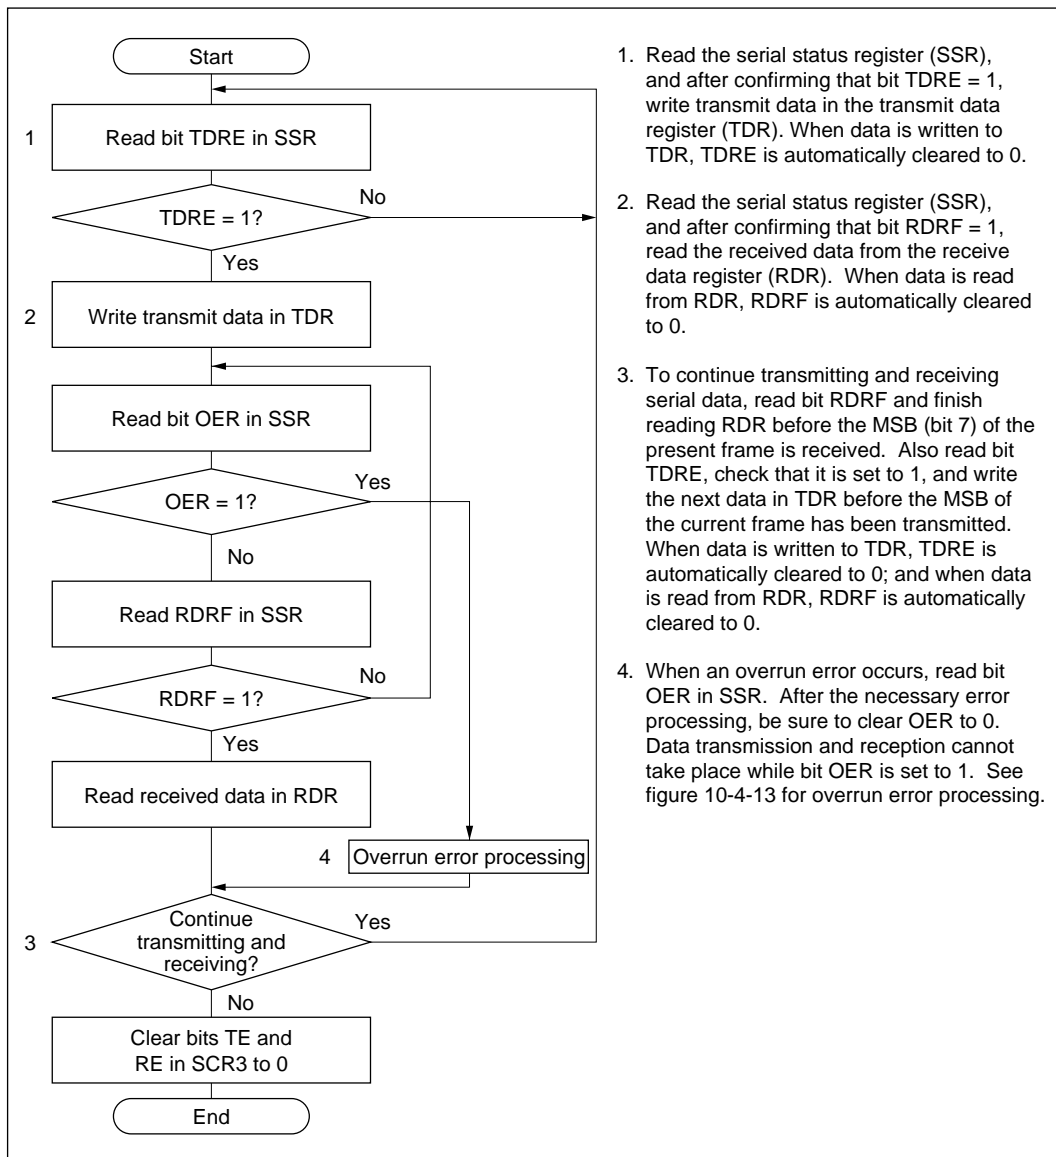 Start
1
Read bit TDRE in SSR
TDRE = 1?
No
Yes
2
Write transmit data in TDR
Read bit OER in SSR
OER = 1?
Yes
No
Read RDRF in SSR
RDRF = 1?
No
Yes
Read received data in RDR
4
Overrun error processing
3
Continue
transmitting and
receiving?
Yes
No
Clear bits TE and
RE in SCR3 to 0
End
1. Read the serial status register (SSR),
and after confirming that bit TDRE = 1,
write transmit data in the transmit data
register (TDR). When data is written to
TDR, TDRE is automatically cleared to 0.
2. Read the serial status register (SSR),
and after confirming that bit RDRF = 1,
read the received data from the receive
data register (RDR). When data is read
from RDR, RDRF is automatically cleared
to 0.
3. To continue transmitting and receiving
serial data, read bit RDRF and finish
reading RDR before the MSB (bit 7) of the
present frame is received. Also read bit
TDRE, check that it is set to 1, and write
the next data in TDR before the MSB of
the current frame has been transmitted.
When data is written to TDR, TDRE is
automatically cleared to 0; and when data
is read from RDR, RDRF is automatically
cleared to 0.
4. When an overrun error occurs, read bit
OER in SSR. After the necessary error
processing, be sure to clear OER to 0.
Data transmission and reception cannot
take place while bit OER is set to 1. See
figure 10-4-13 for overrun error processing.